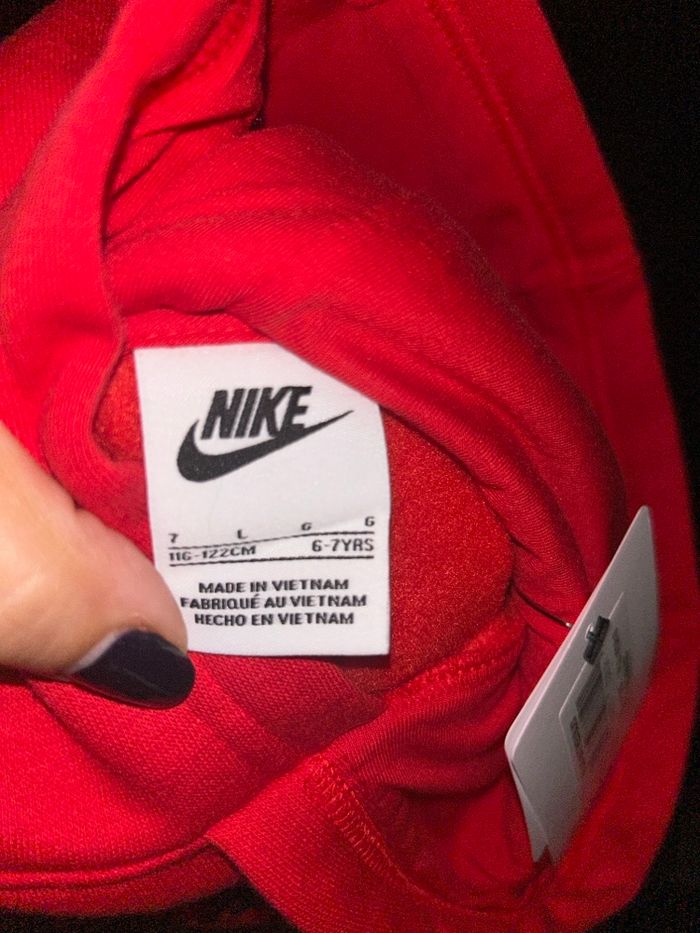 NIKE
7 L G G
116-122CM 6-7YRS
MADE IN VIETNAM
FABRIQUÉ AU VIETNAM
HECHO EN VIETNAM